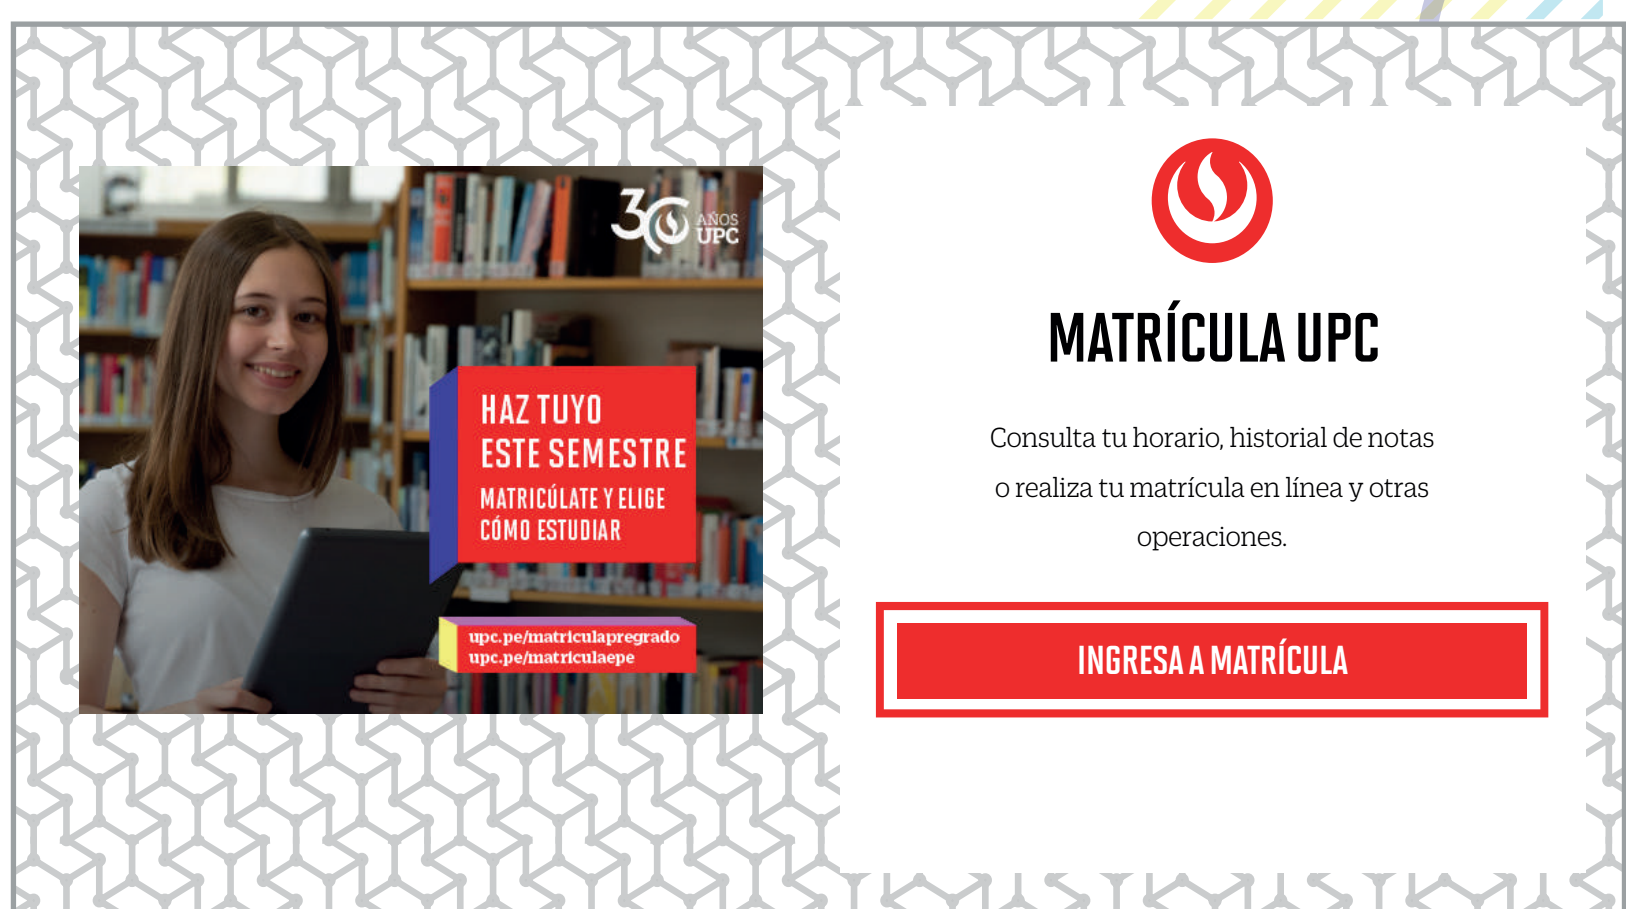 30 AÑOS
UPC
HAZ TUYO
ESTE SEMESTRE
MATRICÚLATE Y ELIGE
CÓMO ESTUDIAR
upc.pe/matriculapregrado
upc.pe/matriculaepe
MATRÍCULA UPC
Consulta tu horario, historial de notas
o realiza tu matrícula en línea y otras
operaciones.
INGRESA A MATRÍCULA